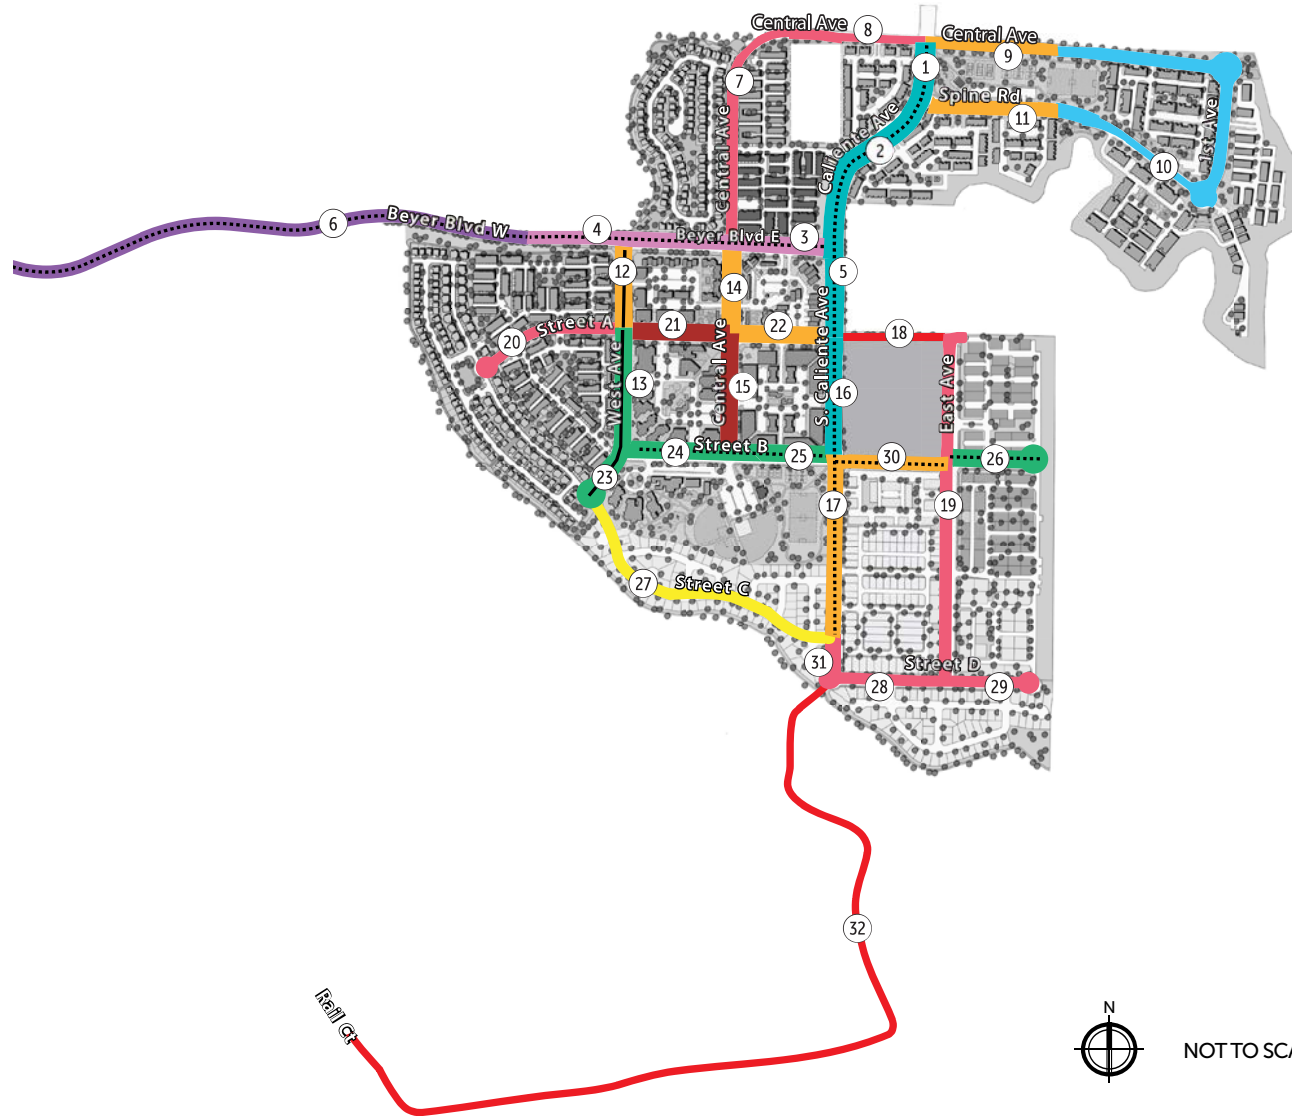 Central Ave
8
Central Ave
9
1
7
Spine Rd
11
Caliente Ave
2
1st Ave
10
Central Ave
6
Beyer Blvd W
4
Beyer Blvd E
3
12
14
5
Street A
20
21
22
18
West Ave
13
Central Ave
15
S. Caliente Ave
16
East Ave
Street B
24
25
30
26
23
17
19
27
Street C
31
Street D
28
29
32
Rail Ct
N
NOT TO SCA